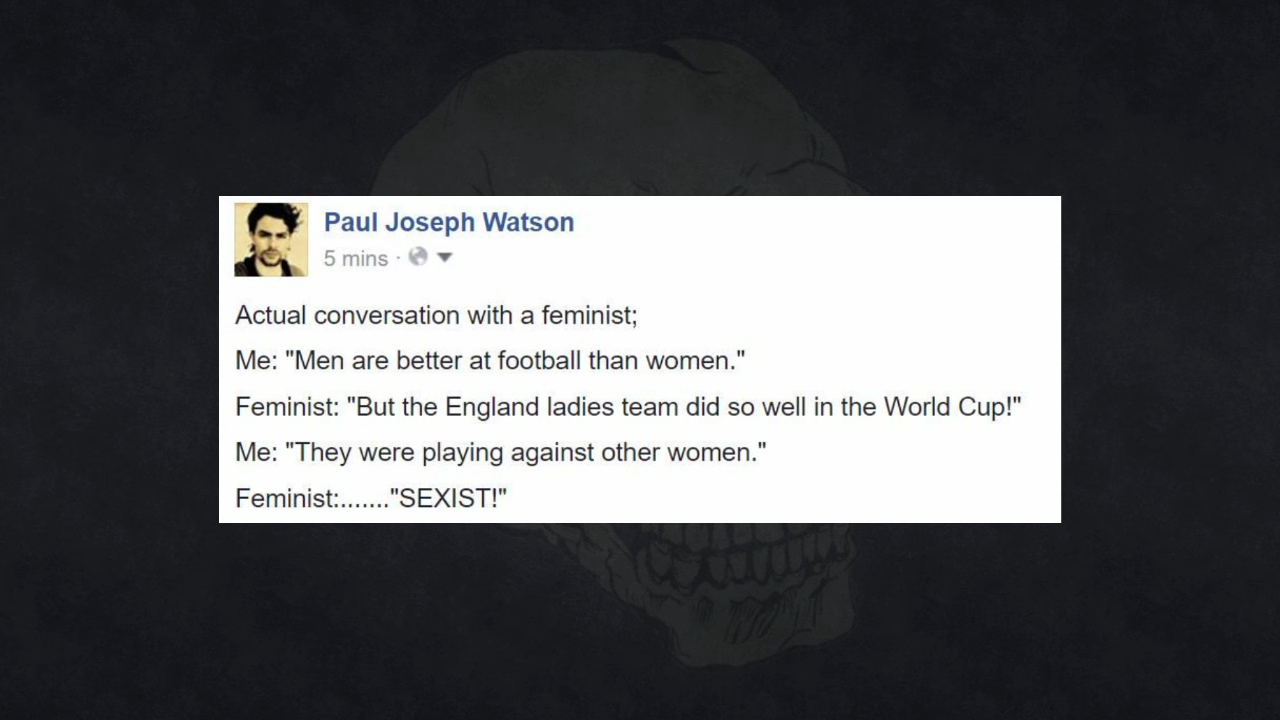 Paul Joseph Watson
5 mins ·
Actual conversation with a feminist;
Me: "Men are better at football than women."
Feminist: "But the England ladies team did so well in the World Cup!"
Me: "They were playing against other women."
Feminist:......."SEXIST!"